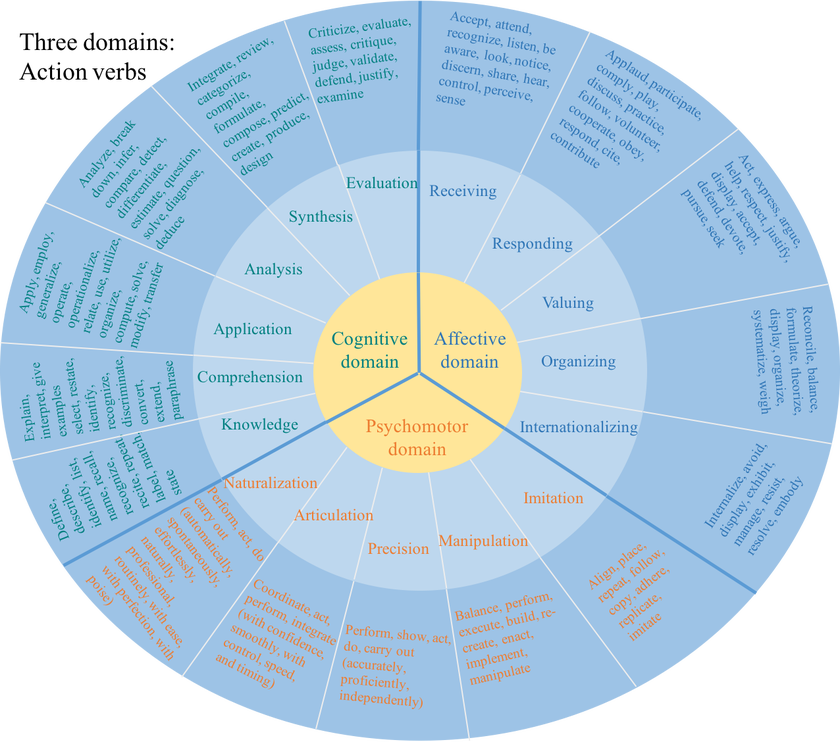 Three domains:
Action verbs
Cognitive
domain
Affective
domain
Psychomotor
domain
Evaluation
Criticize, evaluate,
assess, critique,
judge, validate,
defend, justify,
examine
Synthesis
Integrate, review,
categorize,
compile,
formulate,
compose, predict,
create, produce,
design
Analysis
Analyze, break
down, infer,
compare, detect,
differentiate,
estimate, question,
solve, diagnose,
deduce
Application
Apply, employ,
generalize,
operate,
operationalize,
relate, use, utilize,
organize,
compute, solve,
modify, transfer
Comprehension
Explain,
interpret, give
examples
select, restate,
identify,
recognize,
discriminate,
convert,
extend,
paraphrase
Knowledge
Define,
describe, list,
identify, recall,
name, recall,
recognize,
recite, repeat
label, match,
state
Receiving
Accept, attend,
recognize, listen, be
aware, look, notice,
discern, share, hear,
control, perceive,
sense
Responding
Applaud, participate,
comply, play,
discuss, practice,
follow, volunteer,
cooperate, obey,
respond, cite,
contribute
Valuing
Act, express, argue,
help, respect, justify,
display, accept,
defend, devote,
pursue, seek
Organizing
Reconcile, balance,
formulate, theorize,
display, organize,
systematize, weigh
Internationalizing
Internalize, avoid,
display, exhibit,
manage, resist,
resolve, embody
Imitation
Align, place,
repeat, follow,
copy, adhere,
replicate,
imitate
Manipulation
Balance, perform,
execute, build, re-
create, enact,
implement,
manipulate
Precision
Perform, show, act,
do, carry out
(accurately,
proficiently,
independently)
Articulation
Coordinate, act,
perform, integrate
(with confidence,
smoothly, with
control, speed,
and timing)
Naturalization
Perform, act, do,
carry out
(automatically,
spontaneously,
effortlessly,
naturally,
professional,
routinely, with ease,
with perfection, with
poise)